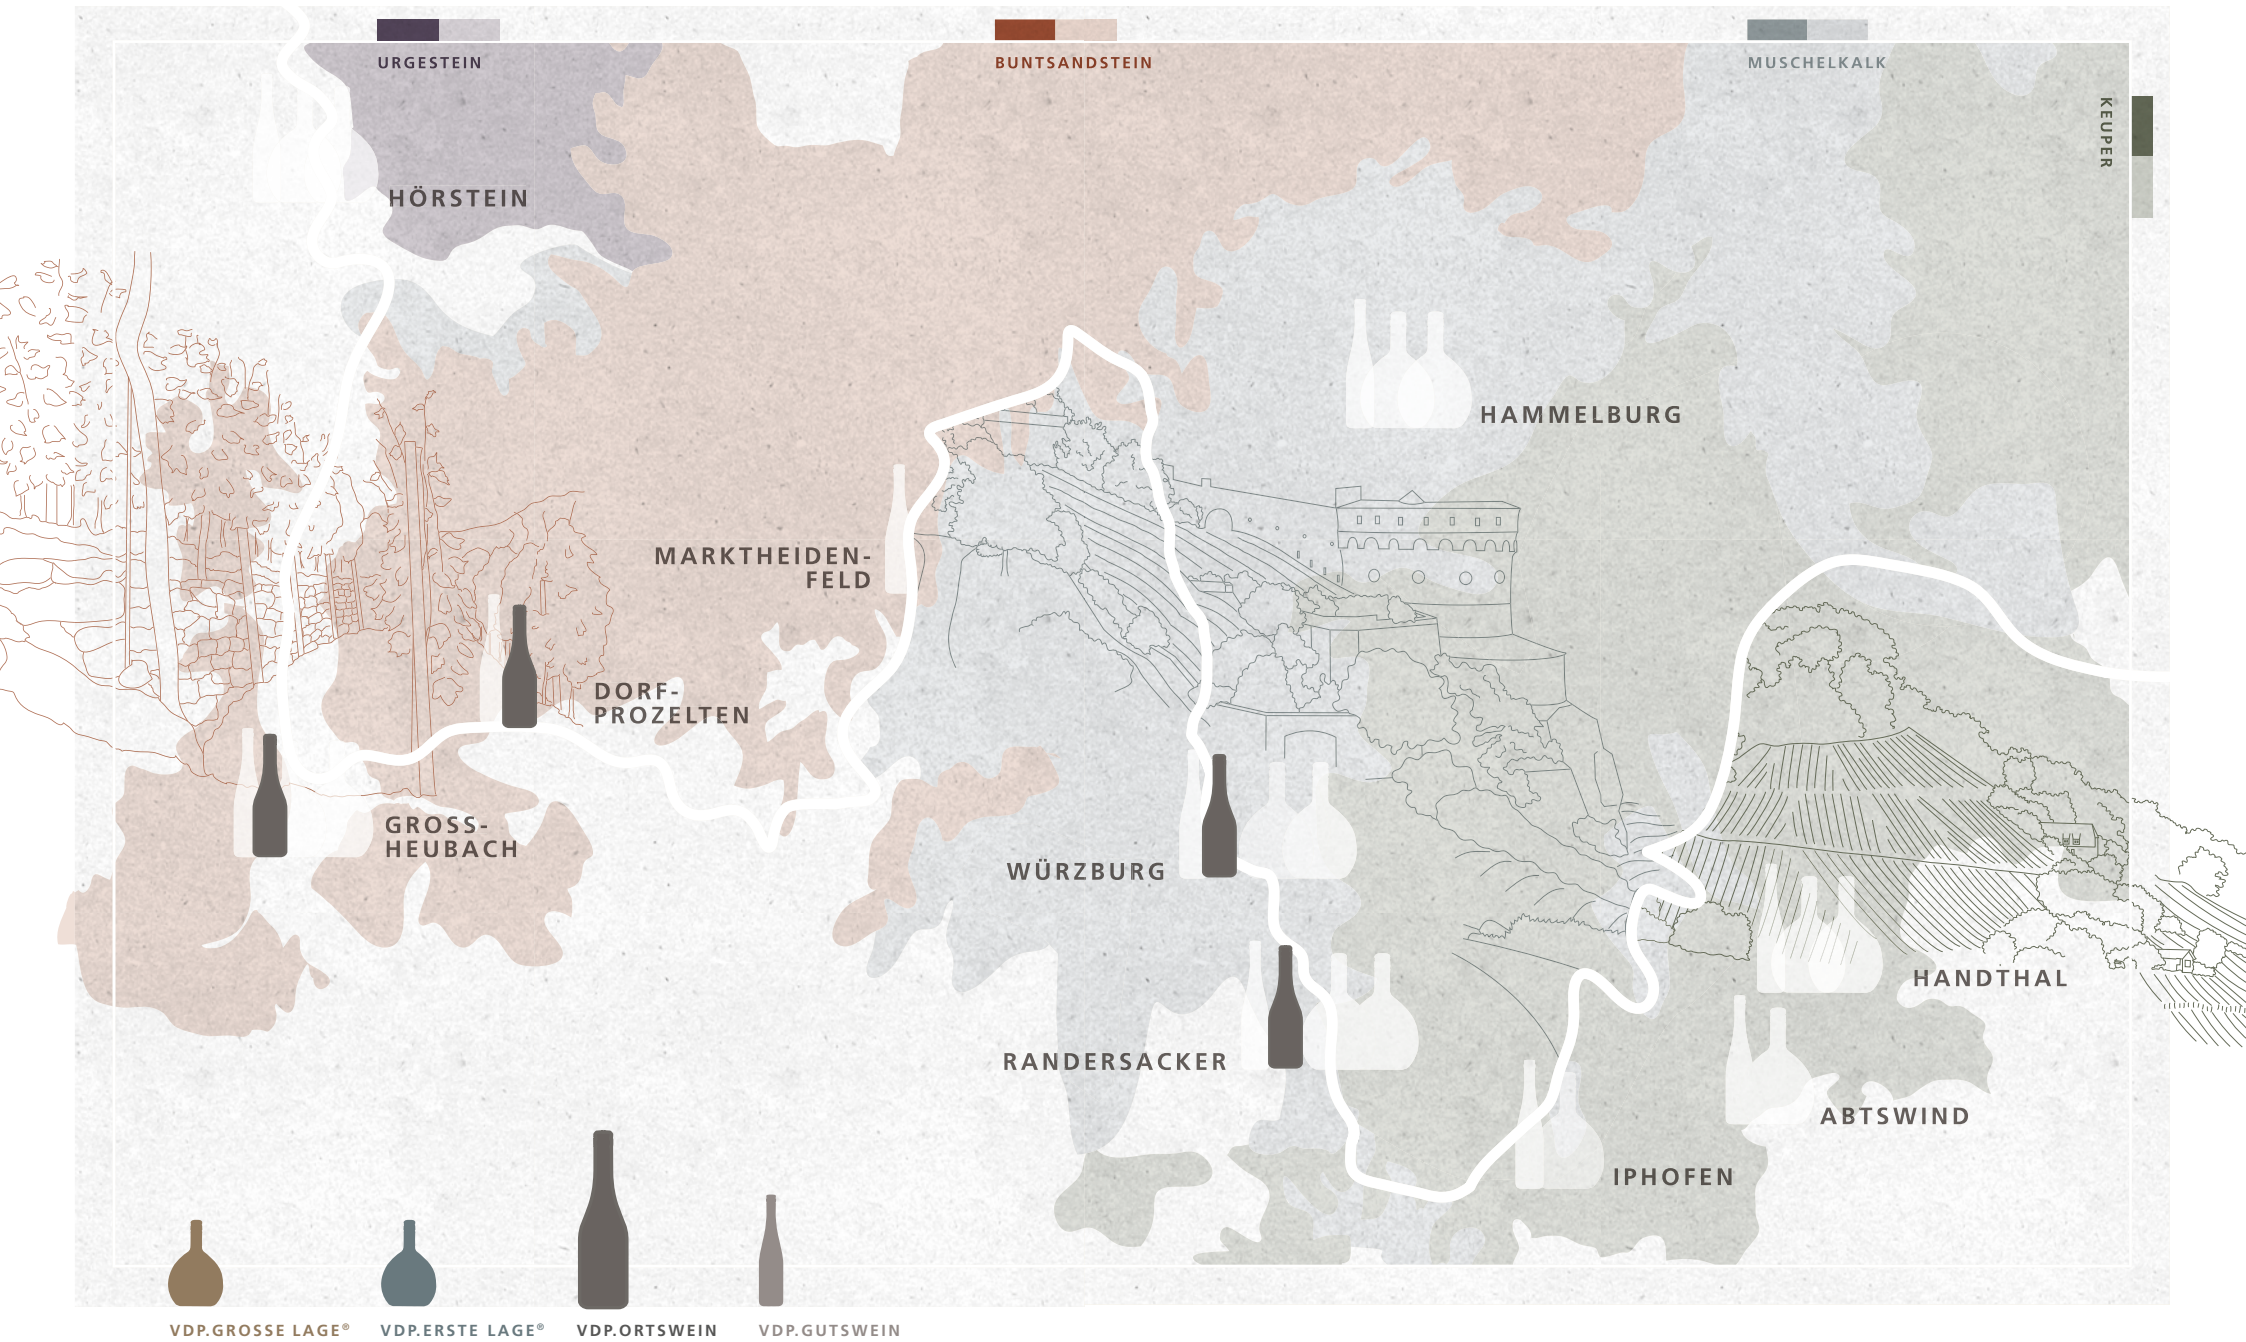 URGESTEIN
BUNTSANDSTEIN
MUSCHELKALK
KEUPER
HÖRSTEIN
HAMMELBURG
MARKTHEIDEN-
FELD
DORF-
PROZELTEN
GROSS-
HEUBACH
WÜRZBURG
HANDTHAL
RANDERSACKER
ABTSWIND
IPHOFEN
VDP.GROSSE LAGE®
VDP.ERSTE LAGE®
VDP.ORTSWEIN
VDP.GUTSWEIN